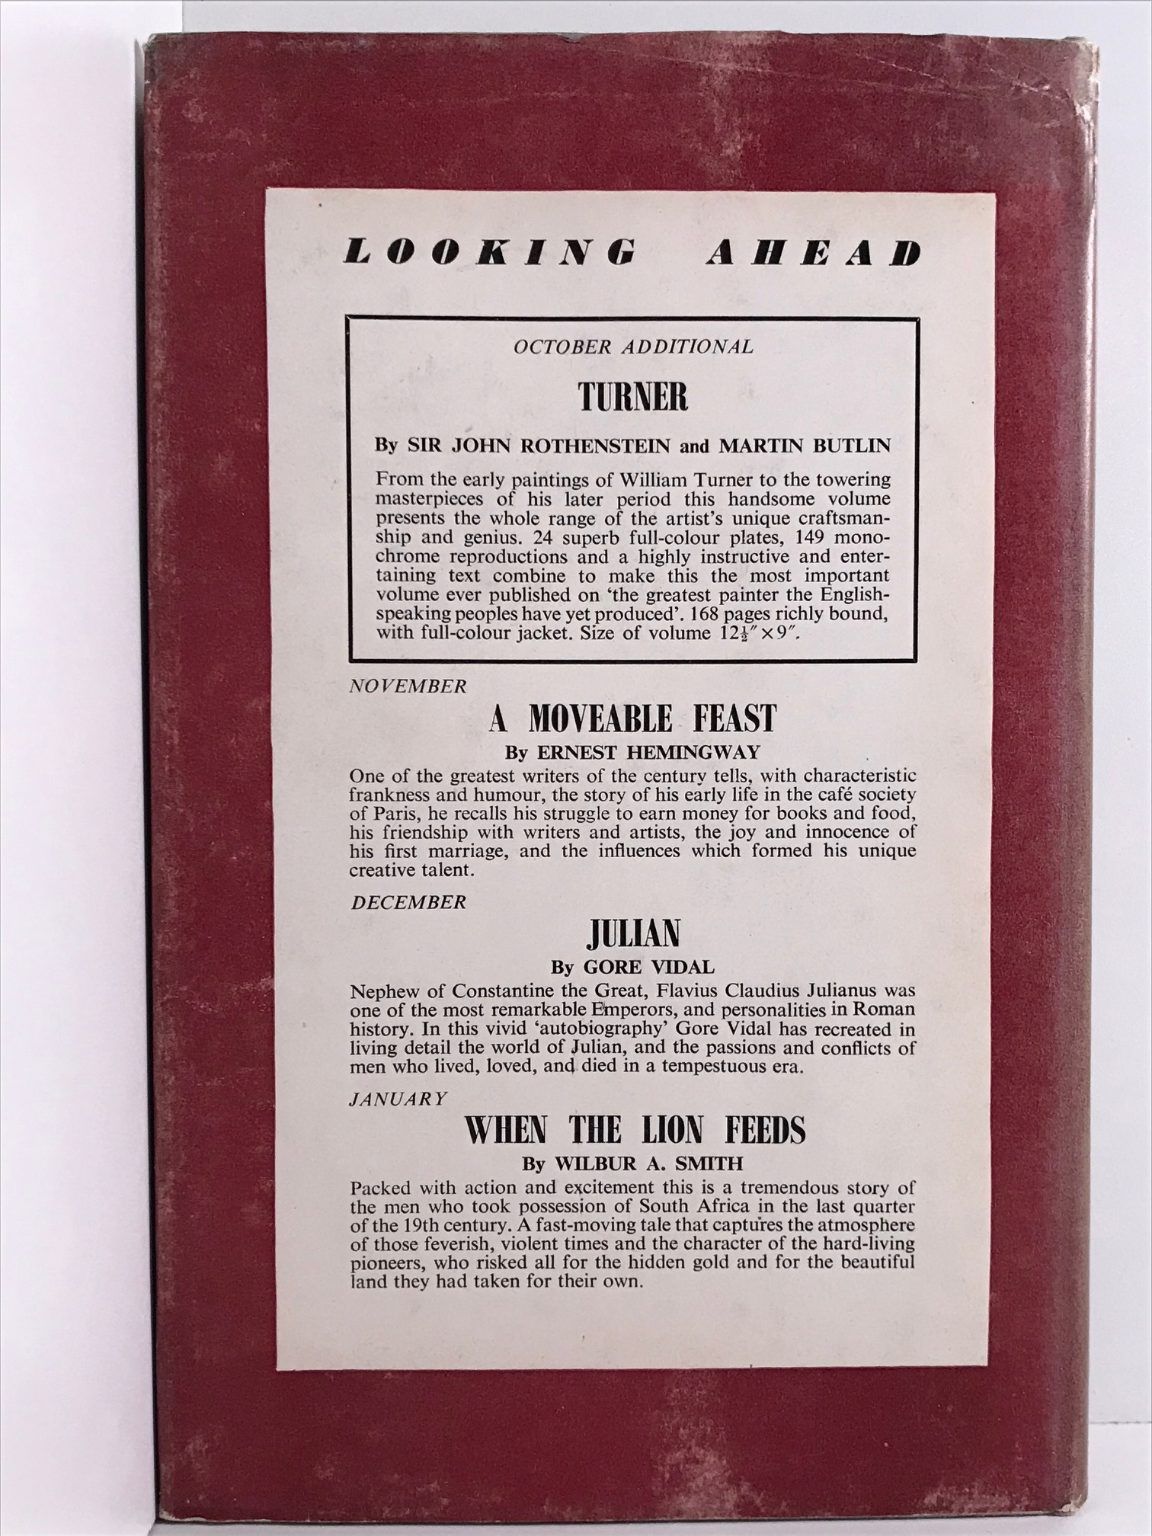 LOOKING AHEAD
OCTOBER ADDITIONAL
TURNER
By SIR JOHN ROTHENSTEIN and MARTIN BUTLIN
From the early paintings of William Turner to the towering
masterpieces of his later period this handsome volume
presents the whole range of the artist's unique craftsman-
ship and genius. 24 superb full-colour plates, 149 mono-
chrome reproductions and a highly instructive and enter-
taining text combine to make this the most important
volume ever published on ‘the greatest painter the English-
speaking peoples have yet produced’. 168 pages richly bound,
with full-colour jacket. Size of volume 12½″×9″.
NOVEMBER
A MOVEABLE FEAST
By ERNEST HEMINGWAY
One of the greatest writers of the century tells, with characteristic
frankness and humour, the story of his early life in the café society
of Paris, he recalls his struggle to earn money for books and food,
his friendship with writers and artists, the joy and innocence of
his first marriage, and the influences which formed his unique
creative talent.
DECEMBER
JULIAN
By GORE VIDAL
Nephew of Constantine the Great, Flavius Claudius Julianus was
one of the most remarkable Emperors, and personalities in Roman
history. In this vivid ‘autobiography’ Gore Vidal has recreated in
living detail the world of Julian, and the passions and conflicts of
men who lived, loved, and died in a tempestuous era.
JANUARY
WHEN THE LION FEEDS
By WILBUR A. SMITH
Packed with action and excitement this is a tremendous story of
the men who took possession of South Africa in the last quarter
of the 19th century. A fast-moving tale that captures the atmosphere
of those feverish, violent times and the character of the hard-living
pioneers, who risked all for the hidden gold and for the beautiful
land they had taken for their own.